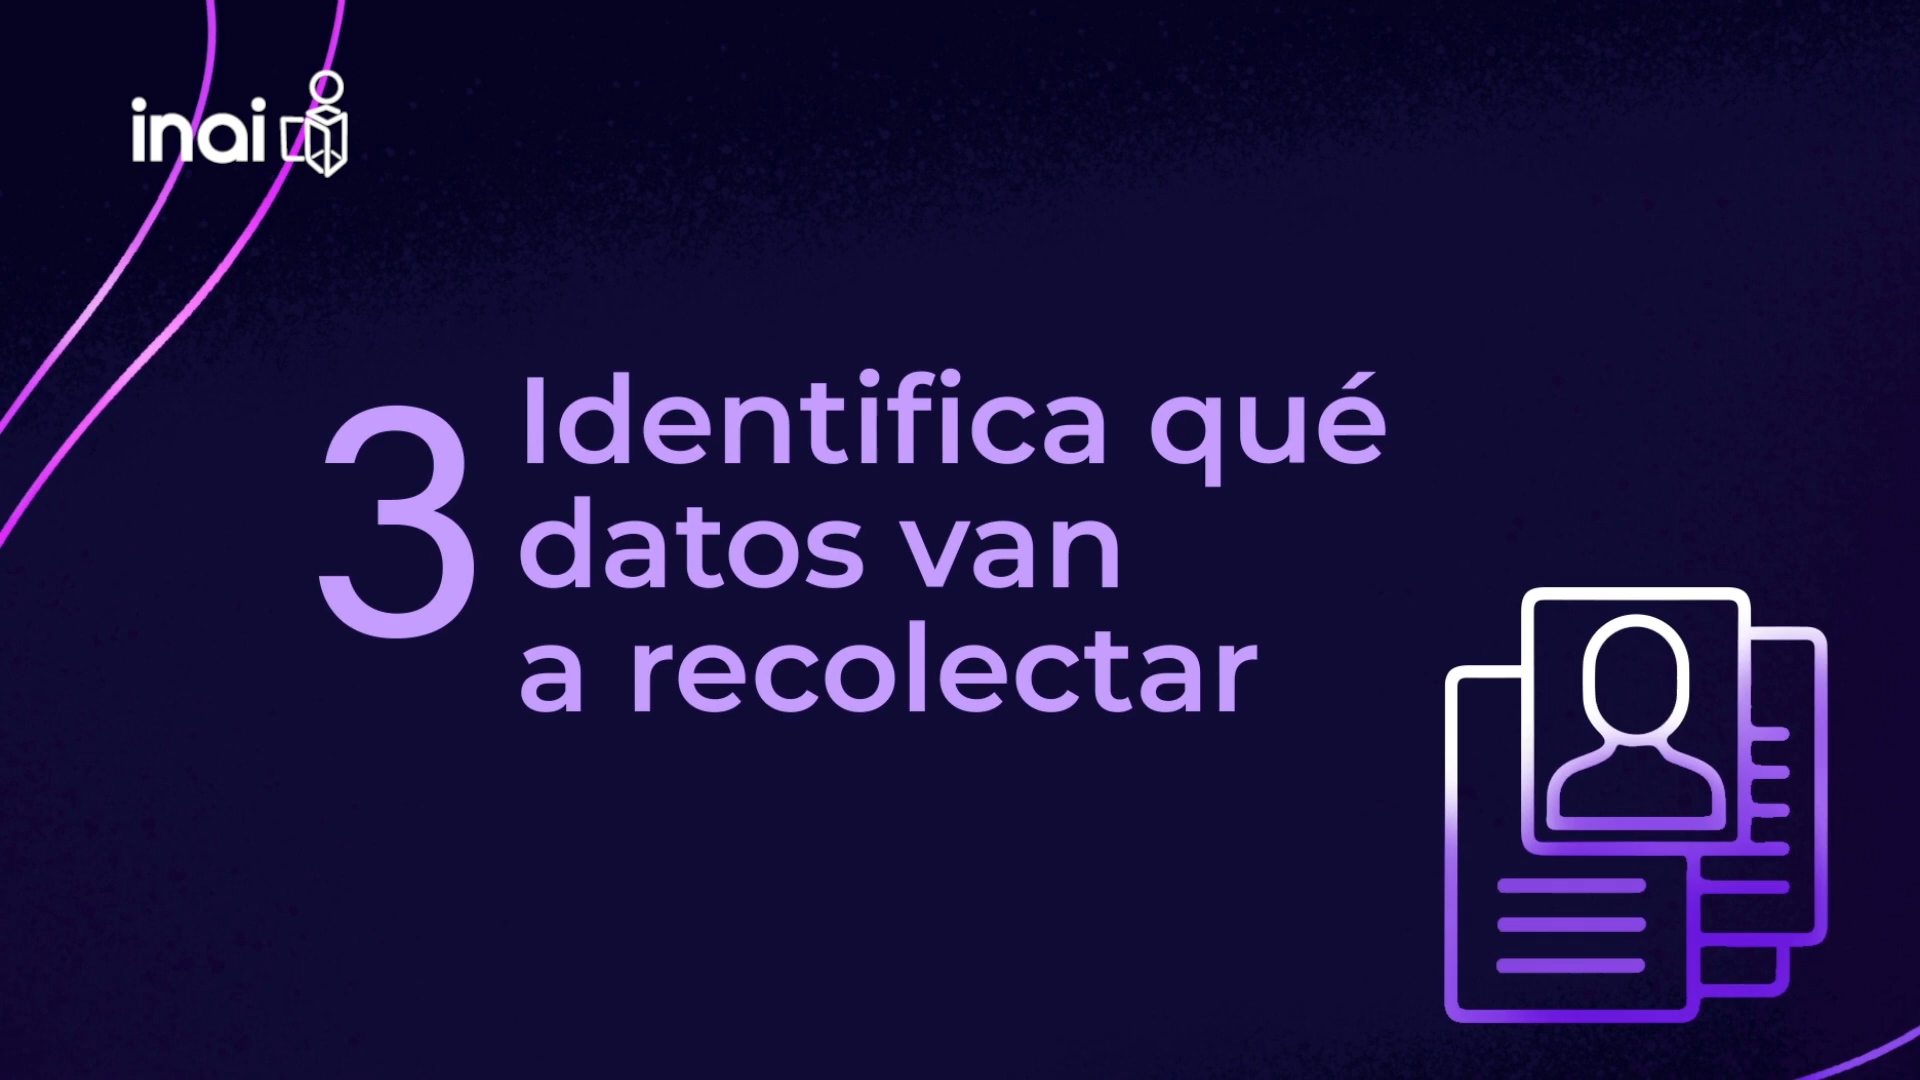 inai
3
Identifica qué
datos van
a recolectar